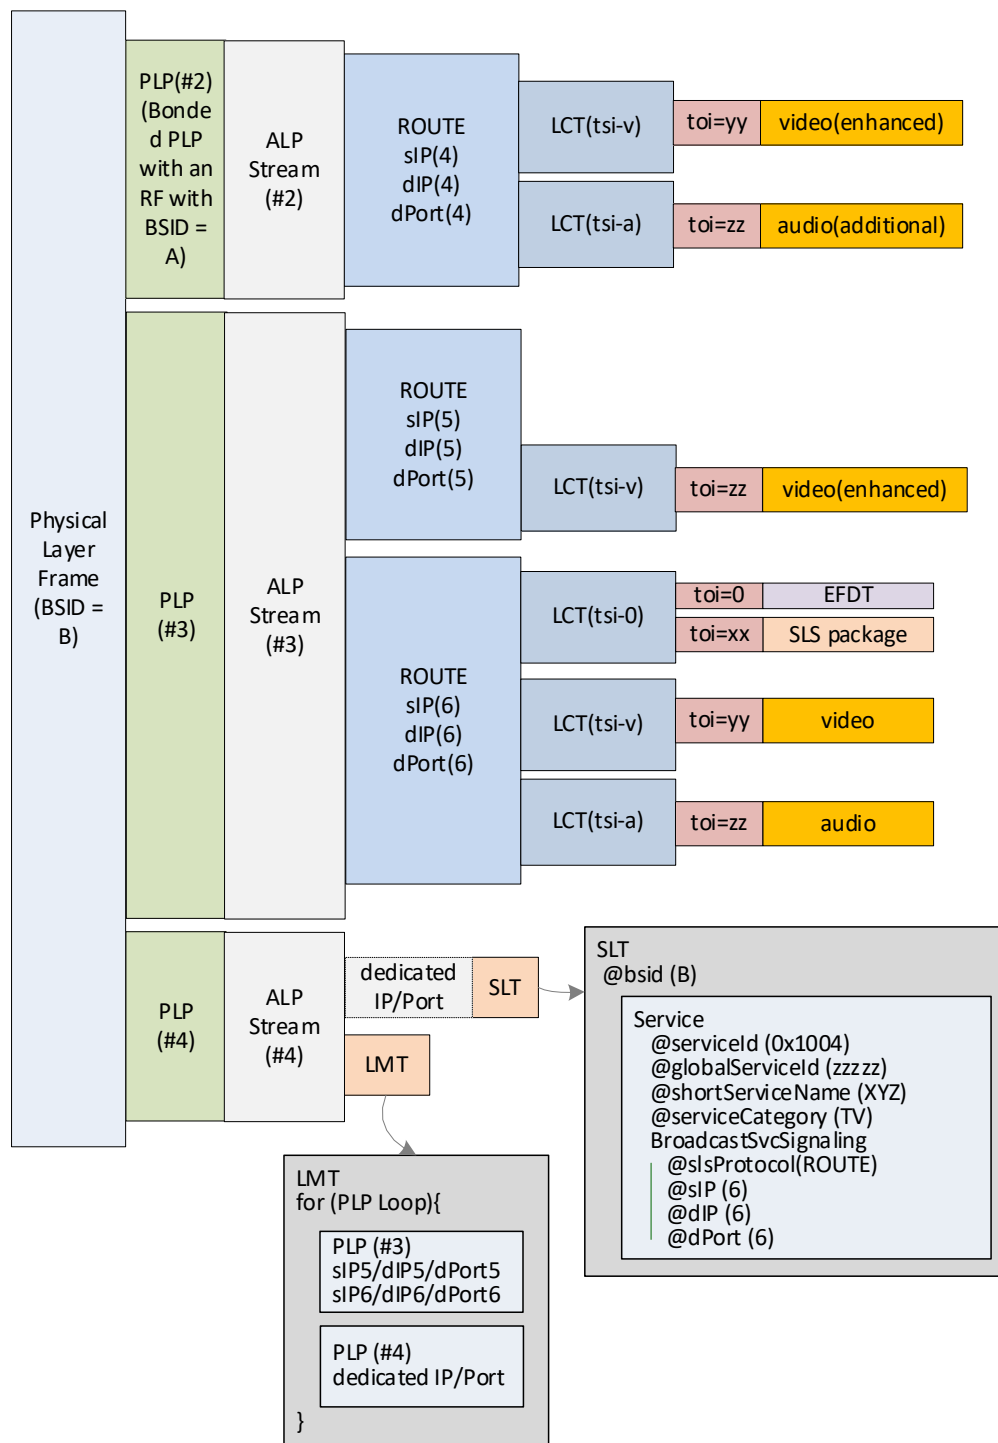 Physical
Layer
Frame
(BSID =
B)
PLP(#2)
(Bonde
d PLP
with an
RF with
BSID =
A)
ALP
Stream
(#2)
ROUTE
sIP(4)
dIP(4)
dPort(4)
LCT(tsi-v)
toi=yy
video(enhanced)
LCT(tsi-a)
toi=zz
audio(additional)
PLP
(#3)
ALP
Stream
(#3)
ROUTE
sIP(5)
dIP(5)
dPort(5)
LCT(tsi-v)
toi=zz
video(enhanced)
ROUTE
sIP(6)
dIP(6)
dPort(6)
LCT(tsi-0)
toi=0
EFDT
toi=xx
SLS package
LCT(tsi-v)
toi=yy
video
LCT(tsi-a)
toi=zz
audio
PLP
(#4)
ALP
Stream
(#4)
dedicated
IP/Port
SLT
LMT
SLT
@bsid (B)
Service
@serviceId (0x1004)
@globalServiceId (zzzzz)
@shortServiceName (XYZ)
@serviceCategory (TV)
BroadcastSvcSignaling
@slsProtocol(ROUTE)
@sIP (6)
@dIP (6)
@dPort (6)
LMT
for (PLP Loop){
PLP (#3)
sIP5/dIP5/dPort5
sIP6/dIP6/dPort6
PLP (#4)
dedicated IP/Port
}